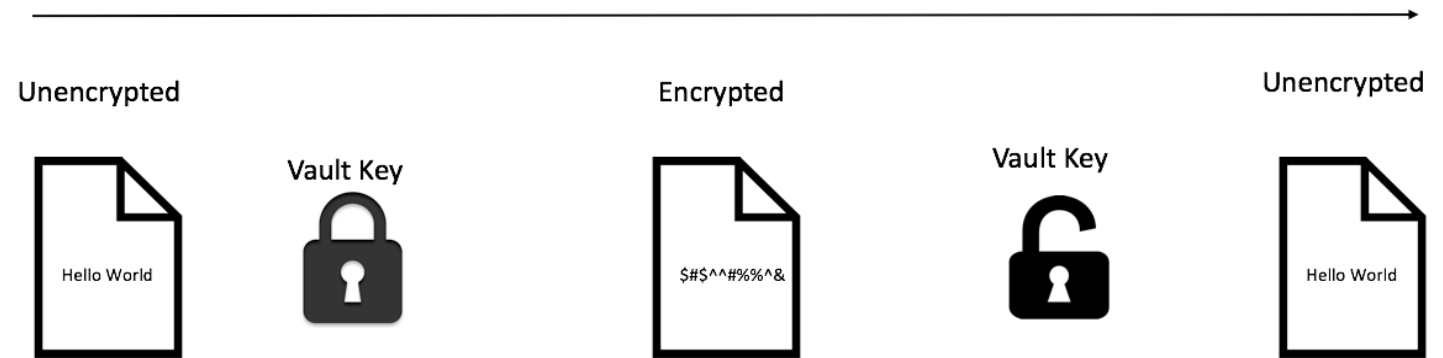 Unencrypted
Encrypted
Unencrypted
Vault Key
Vault Key
Hello World
$#$^^#%%^&
Hello World